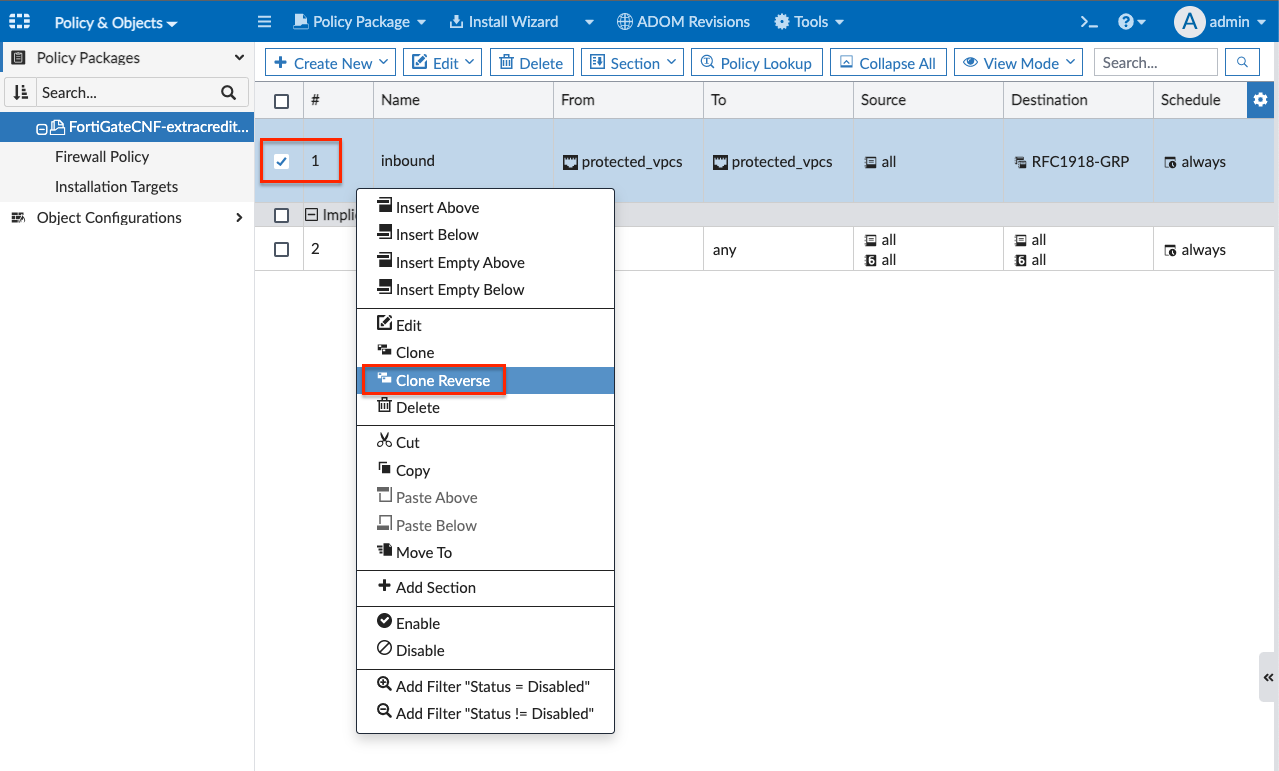 Policy & Objects
Policy Package
Install Wizard
ADOM Revisions
Tools
A admin
Policy Packages
Search...
FortiGateCNF-extracredit...
Firewall Policy
Installation Targets
Object Configurations
Create New
Edit
Delete
Section
Policy Lookup
Collapse All
View Mode
Search...
# Name From To Source Destination Schedule
1 inbound protected_vpcs protected_vpcs all RFC1918-GRP always
2 any all all always
all all
Insert Above
Insert Below
Insert Empty Above
Insert Empty Below
Edit
Clone
Clone Reverse
Delete
Cut
Copy
Paste Above
Paste Below
Move To
Add Section
Enable
Disable
Add Filter "Status = Disabled"
Add Filter "Status != Disabled"